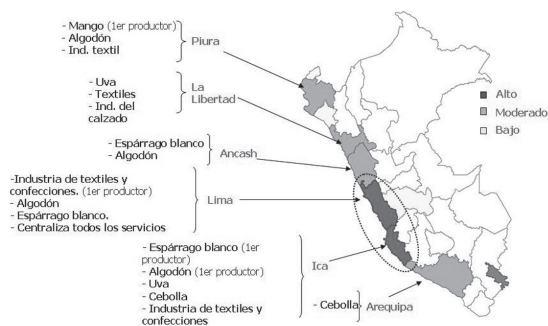 - Mango (1er productor)
- Algodón
- Ind. textil
Piura
- Uva
- Textiles
- Ind. del
calzado
La
Libertad
- Espárrago blanco
- Algodón
Ancash
-Industria de textiles y
confecciones. (1er productor)
- Algodón
- Espárrago blanco.
- Centraliza todos los servicios
Lima
- Espárrago blanco (1er
productor)
- Algodón (1er productor)
- Uva
- Cebolla
- Industria de textiles y
confecciones
Ica
- Cebolla
Arequipa
Alto
Moderado
Bajo